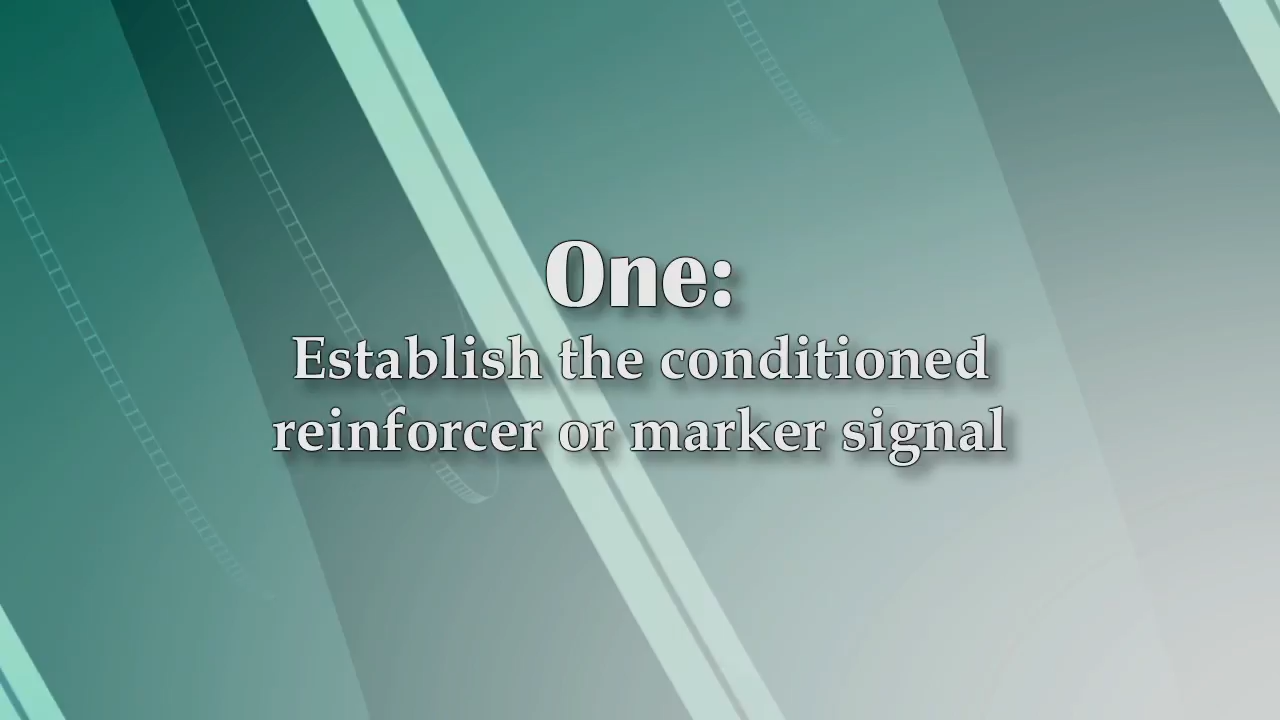 One:
Establish the conditioned
reinforcer or marker signal